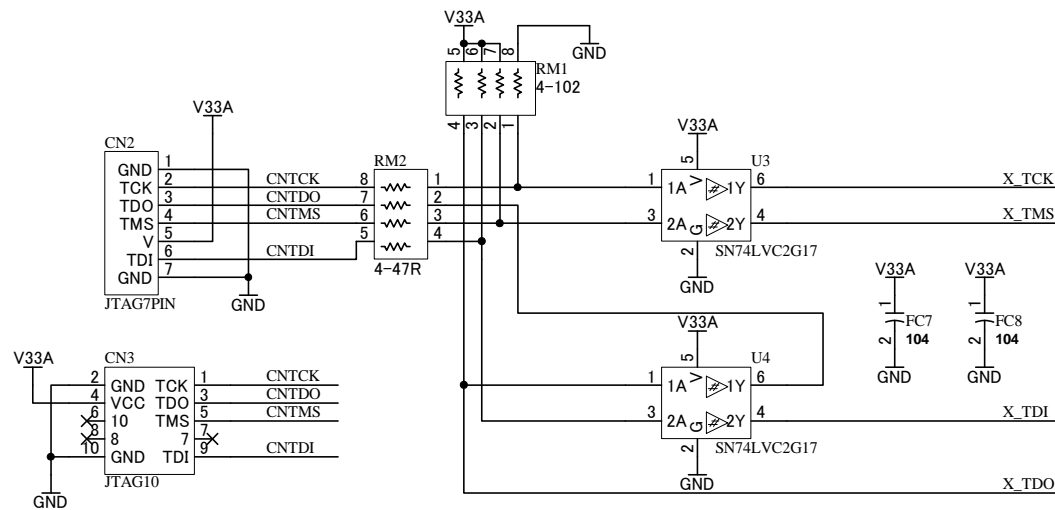 V33A
5 6 7 8
GND
RM1
4-102
4 3 2 1
V33A
CN2
GND 1
TCK 2 CNTCK
TDO 3 CNTDO
TMS 4 CNTMS
V 5
TDI 6 CNTDI
GND 7
JTAG7PIN
GND
RM2
8 1
7 2
6 3
5 4
4-47R
V33A
5
U3
1 1A V 1Y 6 X_TCK
3 2A G 2Y 4 X_TMS
2 SN74LVC2G17
GND
V33A
1
FC7
104
2
GND
V33A
1
FC8
104
2
GND
V33A
CN3
2 GND TCK 1 CNTCK
4 VCC TDO 3 CNTDO
6 10 TMS 5 CNTMS
8 8 7 7
10 GND TDI 9 CNTDI
JTAG10
GND
V33A
5
U4
1 1A V 1Y 6
3 2A G 2Y 4 X_TDI
2 SN74LVC2G17
GND
X_TDO